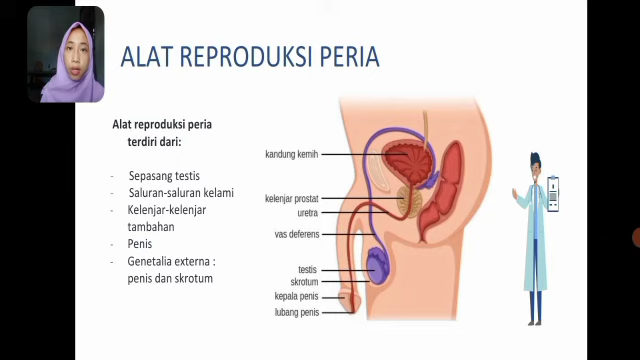 ALAT REPRODUKSI PERIA
Alat reproduksi peria
terdiri dari:
- Sepasang testis
- Saluran-saluran kelami
- Kelenjar-kelenjar
tambahan
- Penis
- Genetalia externa :
penis dan skrotum
kandung kemih
kelenjar prostat
uretra
vas deferens
testis
skrotum
kepala penis
lubang penis